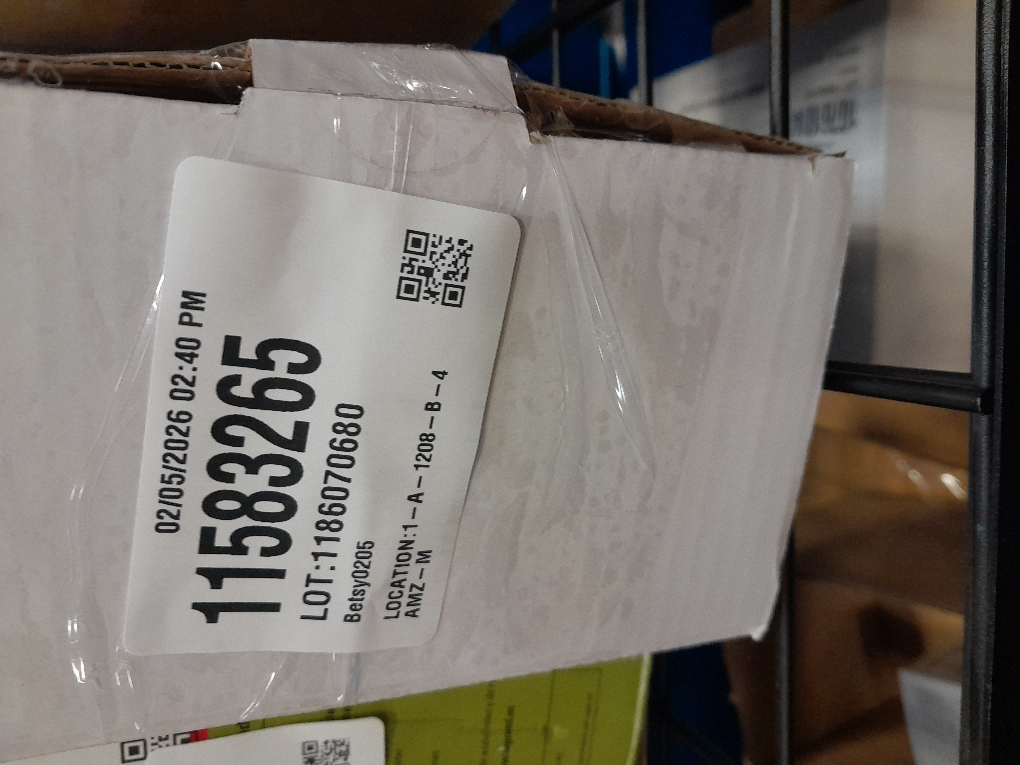 02/05/2026 02:40 PM
11583265
LOT:1186070680
Betsy0205
LOCATION:1-A-1208-B-4
AMZ-M